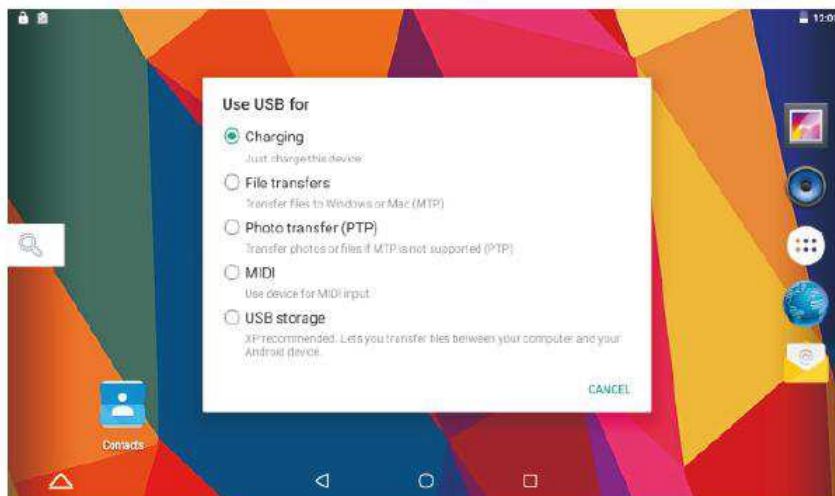 12:0
Use USB for
Charging
Just charge this device
File transfers
Transfer files to Windows or Mac (MTP)
Photo transfer (PTP)
Transfer photos or files if MTP is not supported (PTP)
MIDI
Use device for MIDI input
USB storage
XP recommended. Lets you transfer files between your computer and your
Android device.
CANCEL
Contacts